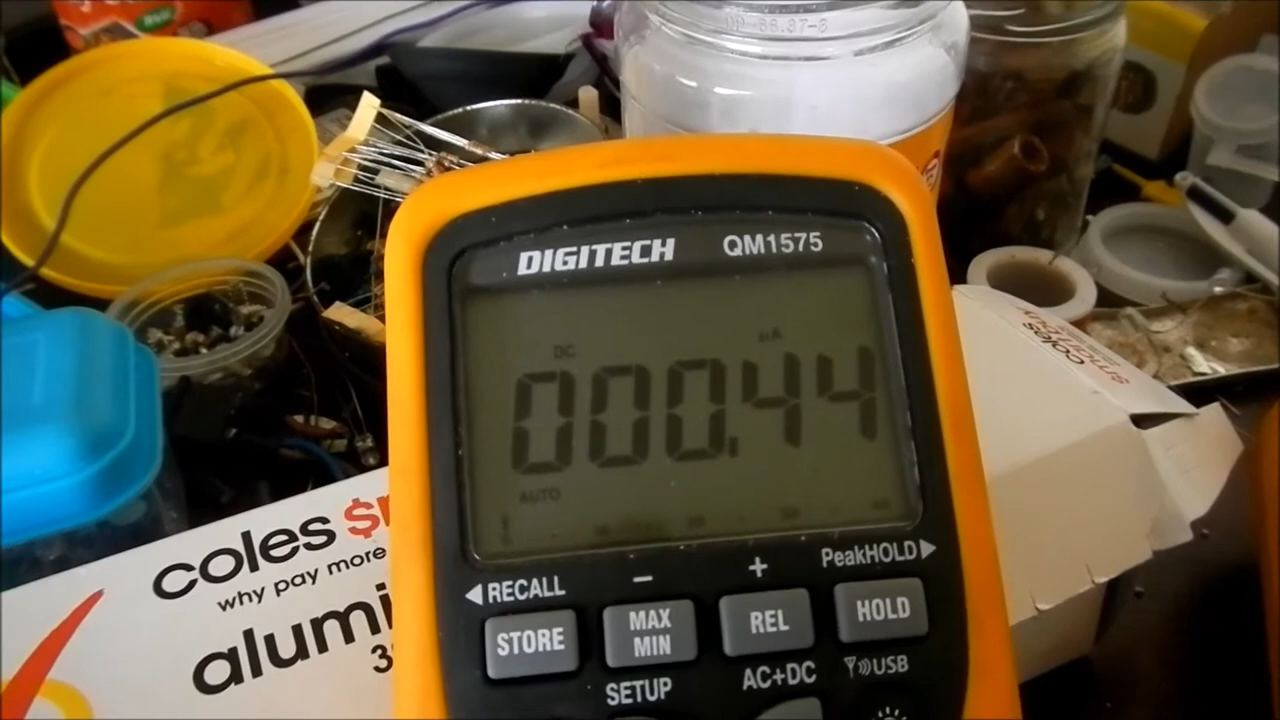 DIGITECH QM1575
DC
000.44
AUTO
PeakHOLD
RECALL − +
STORE MAX MIN REL HOLD
SETUP AC+DC USB
coles
why pay more
alumi
coles